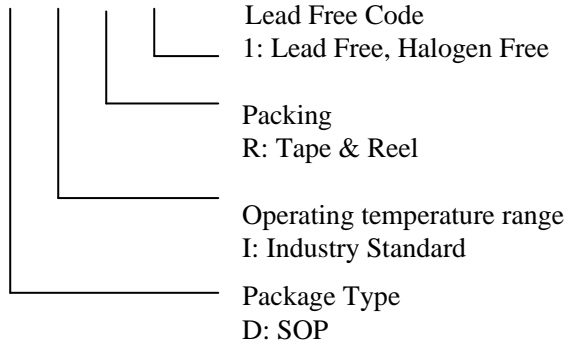 Lead Free Code
1: Lead Free, Halogen Free
Packing
R: Tape & Reel
Operating temperature range
I: Industry Standard
Package Type
D: SOP